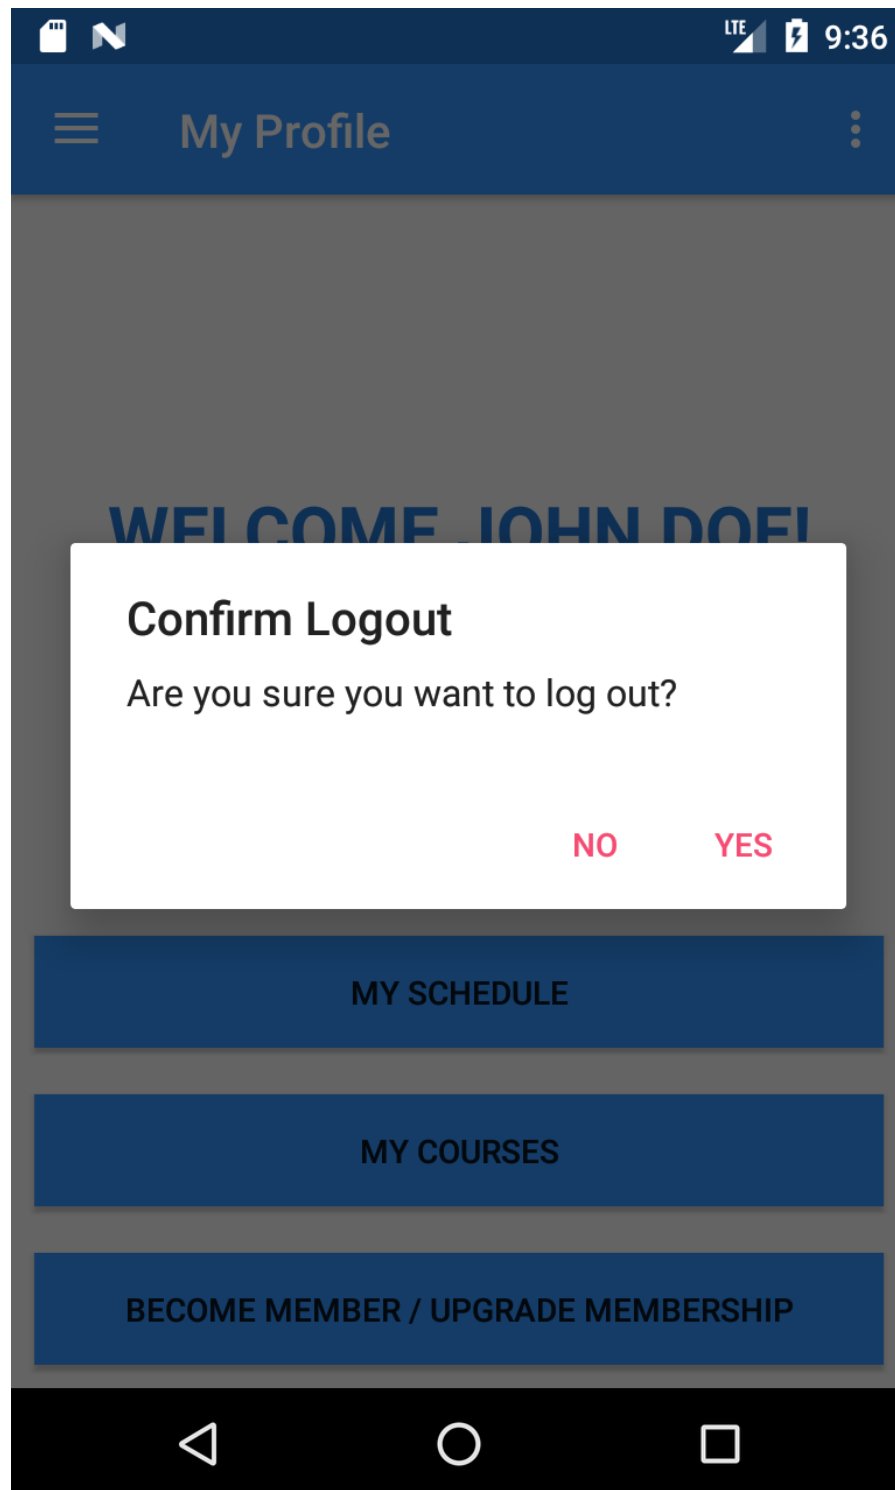 LTE 9:36
My Profile
WELCOME JOHN DOE!
Confirm Logout
Are you sure you want to log out?
NO YES
MY SCHEDULE
MY COURSES
BECOME MEMBER / UPGRADE MEMBERSHIP